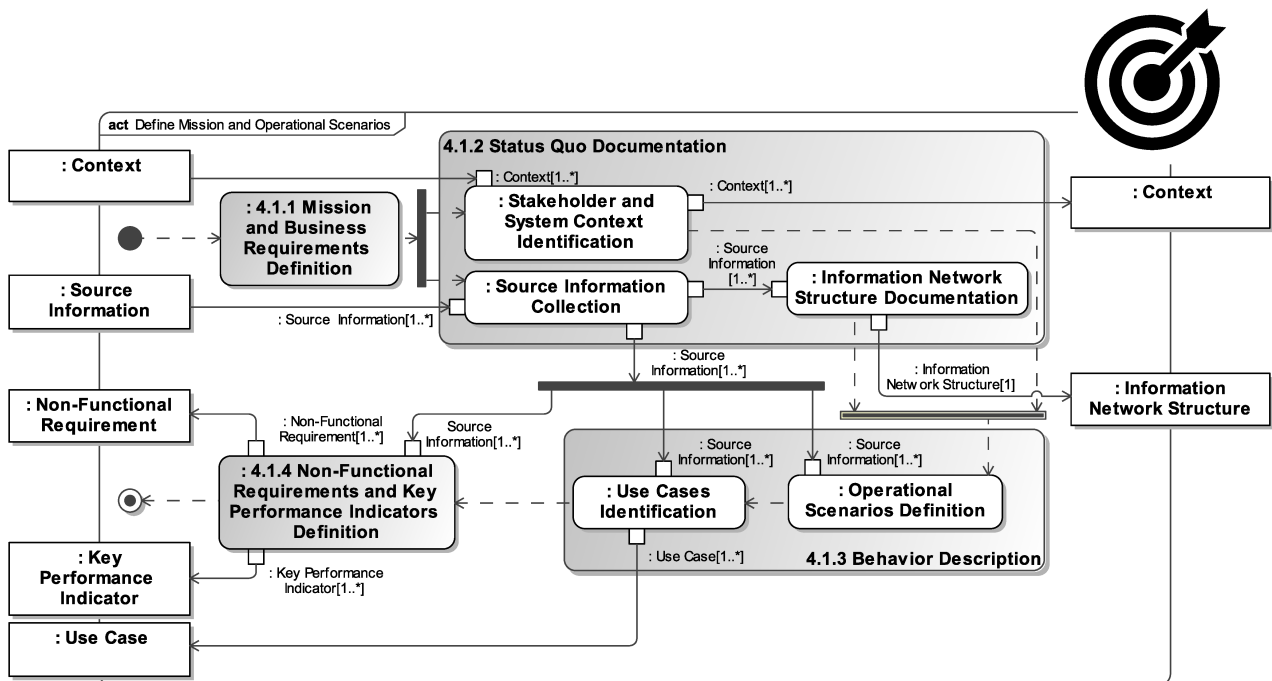 act Define Mission and Operational Scenarios
4.1.2 Status Quo Documentation
: Context
: Context[1..*]
: Context[1..*]
: Context
: 4.1.1 Mission
and Business
Requirements
Definition
: Stakeholder and
System Context
Identification
: Source
Information
: Source
Information
[1..*]
: Source Information
Collection
: Information Network
Structure Documentation
: Source Information[1..*]
: Source
Information[1..*]
: Information
Network Structure[1]
: Information
Network Structure
: Non-Functional
Requirement
: Non-Functional
Requirement[1..*]
Source
Information[1..*]
: Source
Information[1..*]
: Source
Information[1..*]
: 4.1.4 Non-Functional
Requirements and Key
Performance Indicators
Definition
: Use Cases
Identification
: Operational
Scenarios Definition
: Use Case[1..*]
4.1.3 Behavior Description
: Key
Performance
Indicator
: Key Performance
Indicator[1..*]
: Use Case